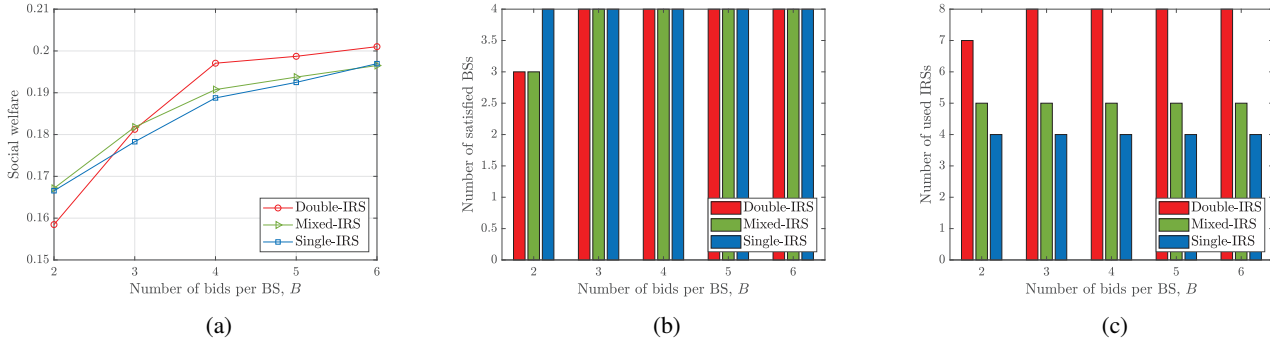 0.21
0.2
0.19
0.18
0.17
0.16
0.15
Social welfare
2 3 4 5 6
Number of bids per BS, B
Double-IRS
Mixed-IRS
Single-IRS
(a)
4
3.5
3
2.5
2
1.5
1
0.5
0
Number of satisfied BSs
2 3 4 5 6
Number of bids per BS, B
Double-IRS
Mixed-IRS
Single-IRS
(b)
8
7
6
5
4
3
2
1
0
Number of used IRSs
2 3 4 5 6
Number of bids per BS, B
Double-IRS
Mixed-IRS
Single-IRS
(c)